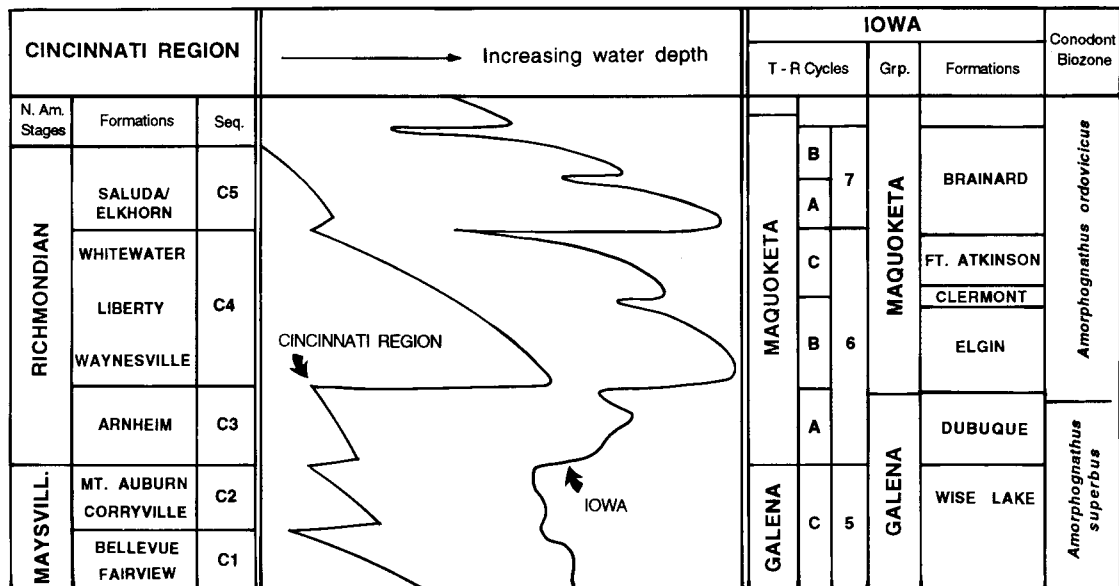 CINCINNATI REGION
Increasing water depth
IOWA
T - R Cycles
Grp.
Formations
Conodont
Biozone
N. Am.
Stages
Formations
Seq.
RICHMONDIAN
SALUDA/
ELKHORN
C5
WHITEWATER
LIBERTY
C4
WAYNESVILLE
ARNHEIM
C3
MAYSVILL.
MT. AUBURN
CORRYVILLE
C2
BELLEVUE
FAIRVIEW
C1
CINCINNATI REGION
IOWA
MAQUOKETA
B
A
7
C
B
6
A
GALENA
C
5
MAQUOKETA
GALENA
BRAINARD
FT. ATKINSON
CLERMONT
ELGIN
DUBUQUE
WISE LAKE
Amorphognathus ordovicicus
Amorphognathus
superbus